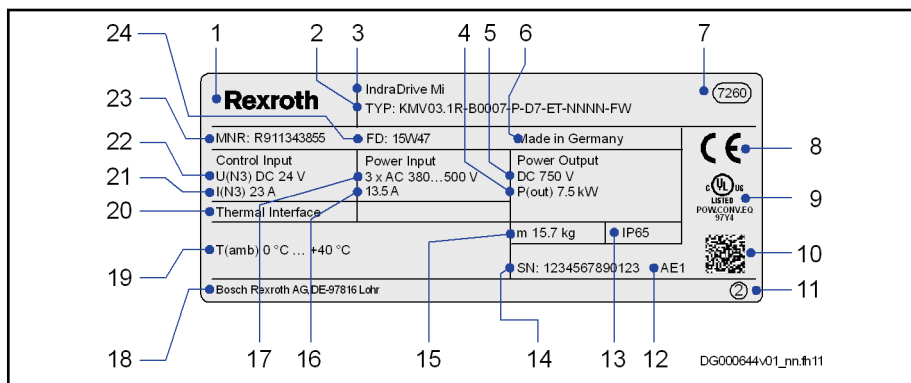 24 1 2 3 4 5 6 7
Rexroth
IndraDrive Mi
TYP: KMV03.1R-B0007-P-D7-ET-NNNN-FW
7260
23 MNR: R911343855
FD: 15W47
Made in Germany
CE 8
22 21 20 19 18
Control Input
U(N3) DC 24 V
I(N3) 23 A
Thermal Interface
Power Input
3 x AC 380...500 V
13.5 A
Power Output
DC 750 V
P(out) 7.5 kW
C UL US
LISTED
POW.CONV.EQ
97Y4
9
10
T(amb) 0 °C ... +40 °C
m 15.7 kg
IP65
SN: 1234567890123
AE1
Bosch Rexroth AG,DE-97816 Lohr
2 11
17 16 15 14 13 12
DG000644v01_nn.fh11